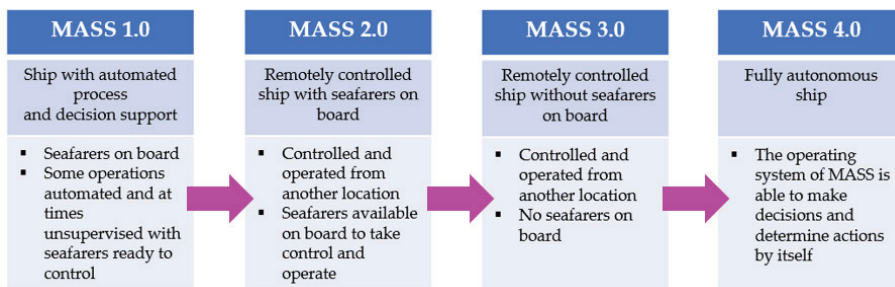 MASS 1.0
Ship with automated
process
and decision support
▪ Seafarers on board
▪ Some operations
automated and at
times
unsupervised with
seafarers ready to
control
MASS 2.0
Remotely controlled
ship with seafarers on
board
▪ Controlled and
operated from
another location
▪ Seafarers available
on board to take
control and
operate
MASS 3.0
Remotely controlled
ship without seafarers
on board
▪ Controlled and
operated from
another location
▪ No seafarers on
board
MASS 4.0
Fully autonomous
ship
▪ The operating
system of MASS is
able to make
decisions and
determine actions
by itself